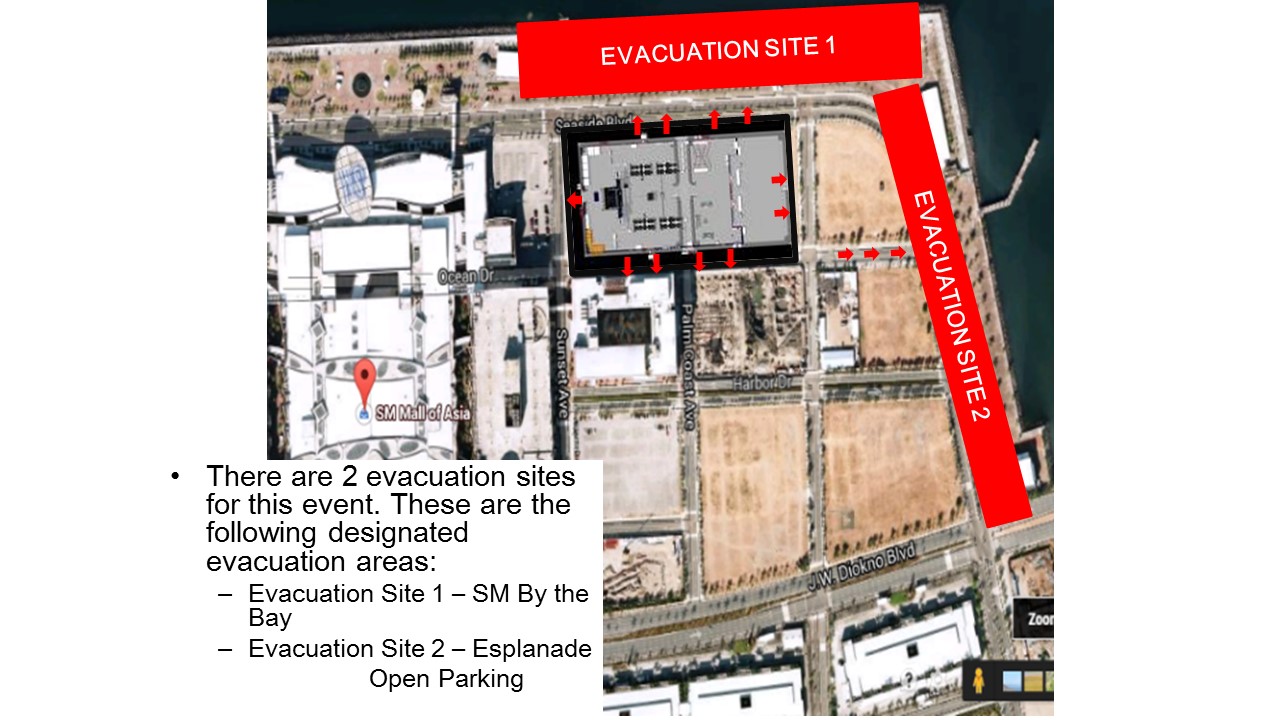 EVACUATION SITE 1
Seaside Blvd
EVACUATION SITE 2
Ocean Dr
Sunset Ave
Palm Coast Ave
Harbor Dr
SM Mall of Asia
• There are 2 evacuation sites
for this event. These are the
following designated
evacuation areas:
– Evacuation Site 1 – SM By the
Bay
– Evacuation Site 2 – Esplanade
Open Parking
J.W. Diokno Blvd
Zoo